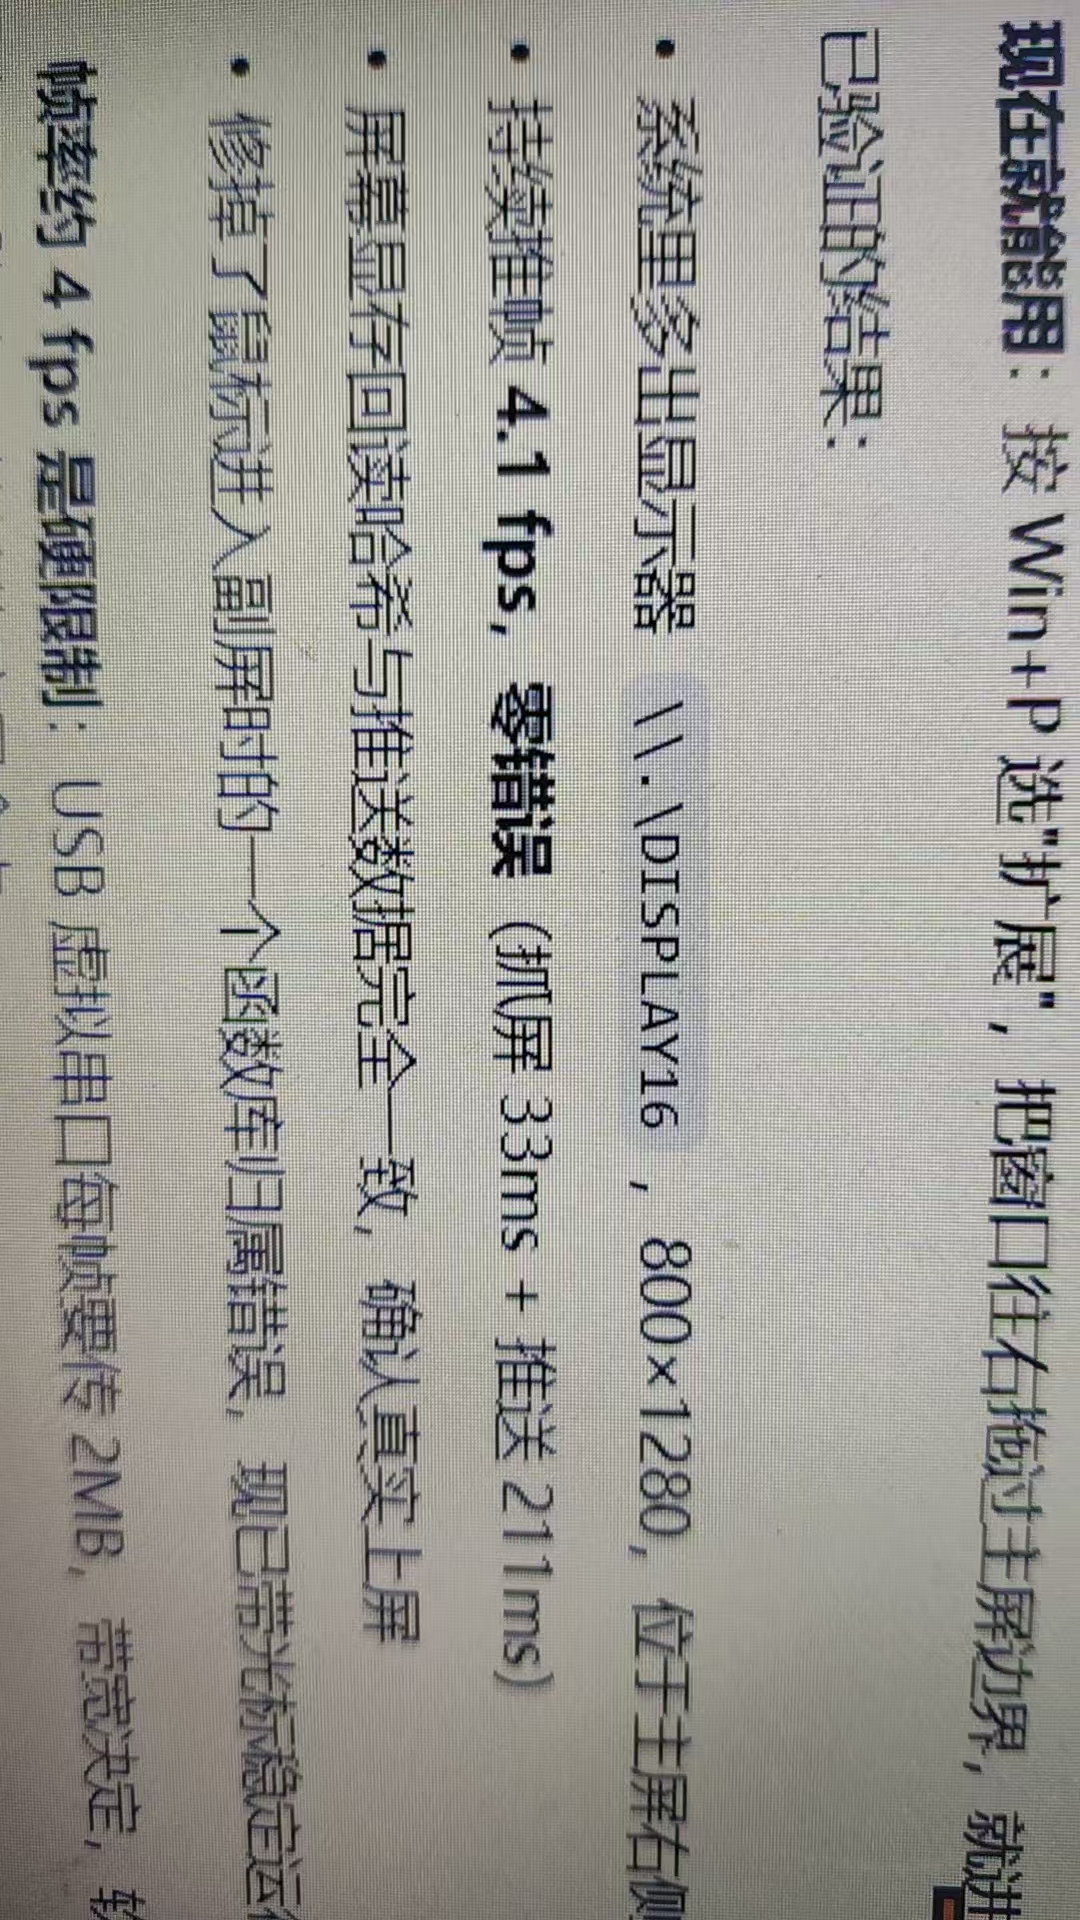 现在就能用：按 Win+P 选"扩展"，把窗口往右拖过主屏边界，就进
已验证的结果：
• 系统里多出显示器 \\.\DISPLAY16 ，800×1280，位于主屏右侧
• 持续推帧 4.1 fps，零错误（抓屏 33ms + 推送 211ms）
• 屏幕显存回读哈希与推送数据完全一致，确认真实上屏
• 修掉了鼠标进入副屏时的一个函数库归属错误，现已带光标稳定运
帧率约 4 fps 是硬限制：USB 虚拟串口每帧要传 2MB，带宽决定，软